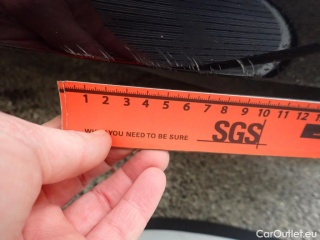 1 2 3 4 5 6 7 8 9 10 11 12
YOU NEED TO BE SURE SGS
CarOutlet.eu